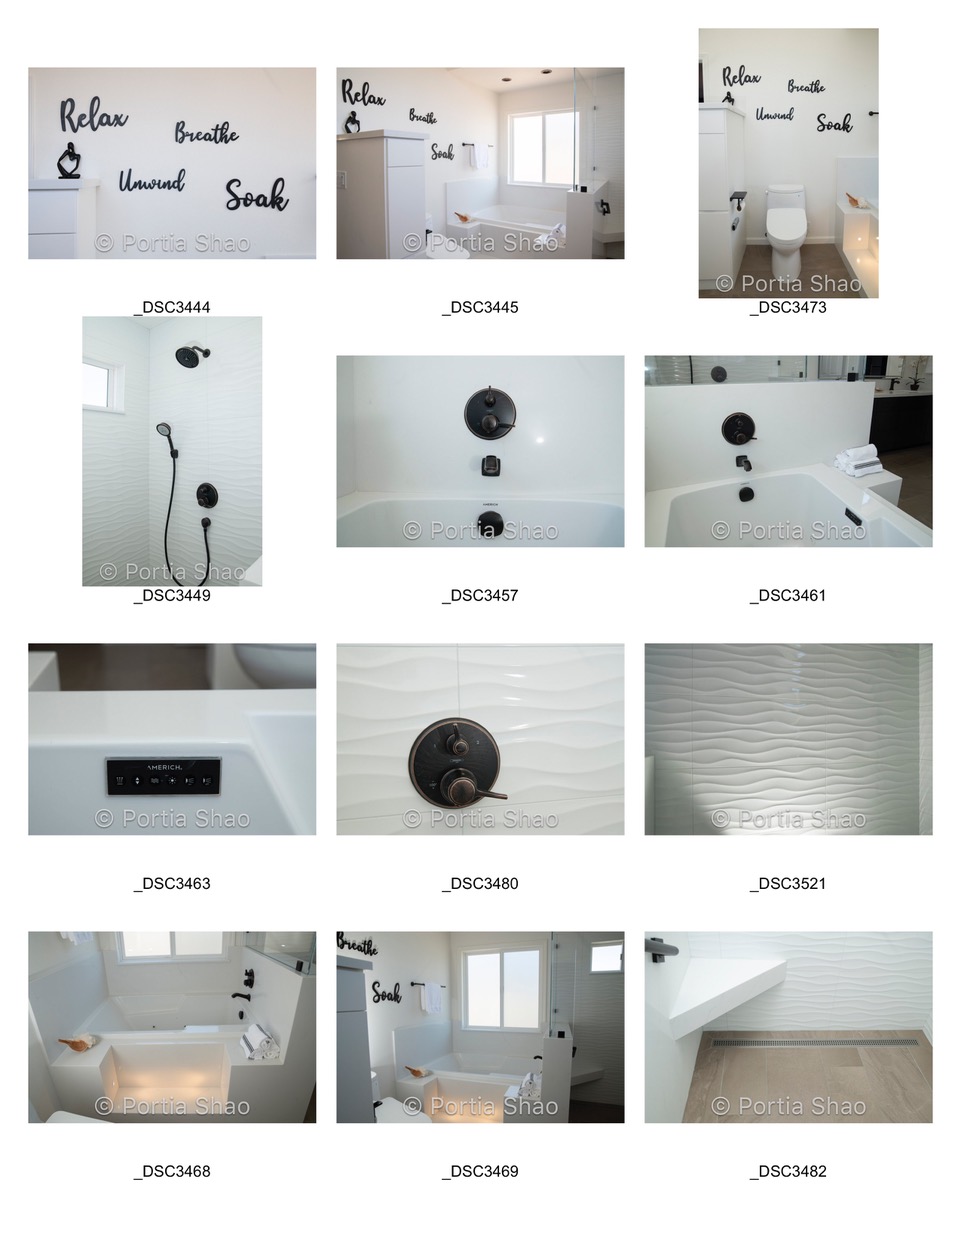 Relax
Breathe
Unwind
Soak
© Portia Shao
Relax
Breathe
Soak
© Portia Shao
Relax
Breathe
Unwind
Soak
© Portia Shao
_DSC3444
_DSC3445
_DSC3473
© Portia Shao
AMERICH
© Portia Shao
© Portia Shao
_DSC3449
_DSC3457
_DSC3461
AMERICH
© Portia Shao
© Portia Shao
© Portia Shao
_DSC3463
_DSC3480
_DSC3521
© Portia Shao
Breathe
Soak
© Portia Shao
© Portia Shao
_DSC3468
_DSC3469
_DSC3482